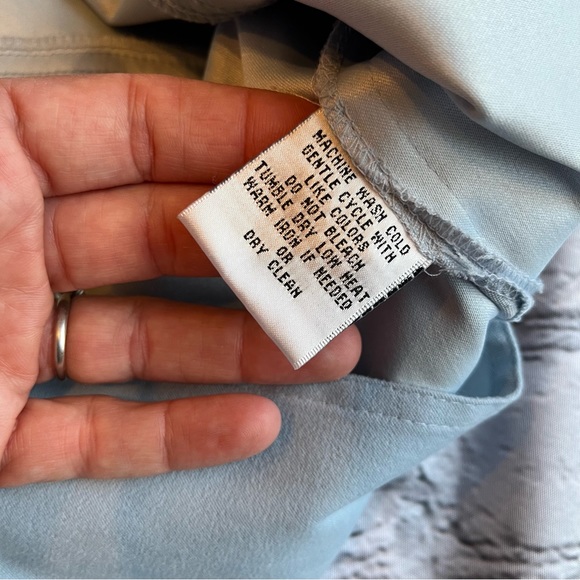 MACHINE WASH COLD
GENTLE CYCLE WITH
LIKE COLORS
DO NOT BLEACH
TUMBLE DRY LOW HEAT
WARM IRON IF NEEDED
OR
DRY CLEAN